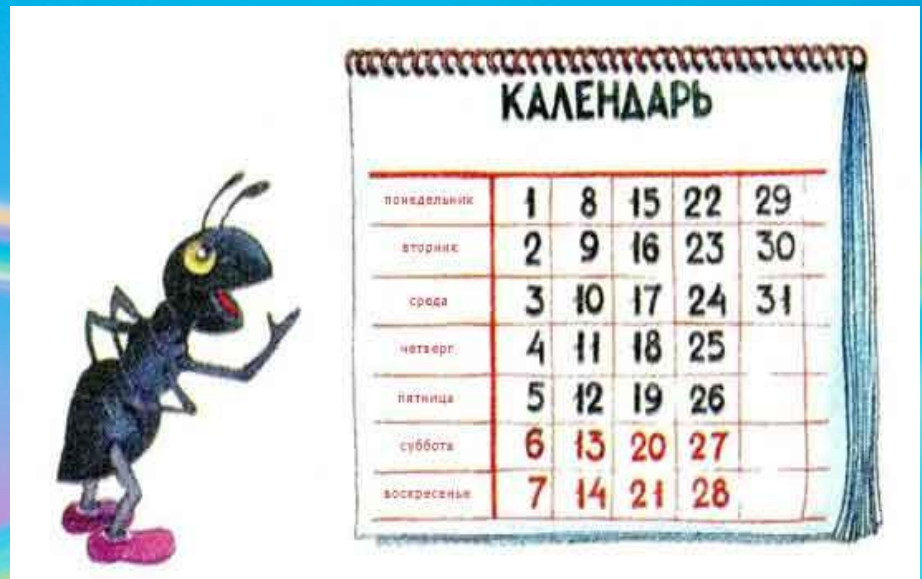 КАЛЕНДАРЬ
понедельник 1 8 15 22 29
вторник 2 9 16 23 30
среда 3 10 17 24 31
четверг 4 11 18 25
пятница 5 12 19 26
суббота 6 13 20 27
воскресенье 7 14 21 28